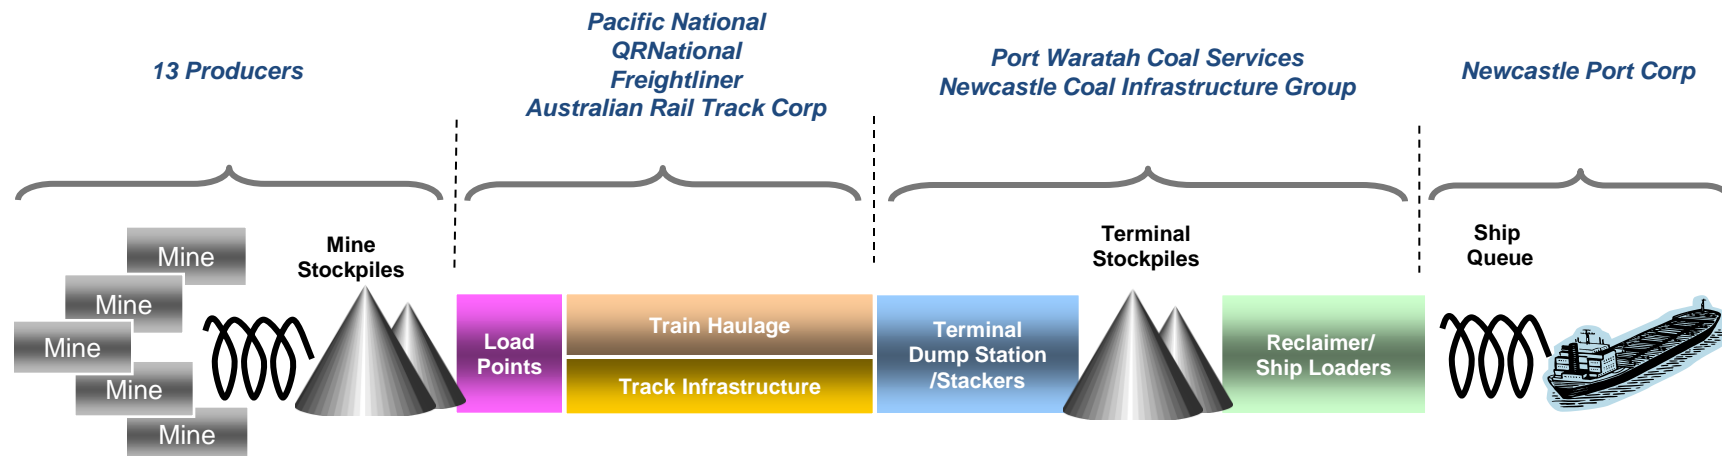 13 Producers
Pacific National
QRNational
Freightliner
Australian Rail Track Corp
Port Waratah Coal Services
Newcastle Coal Infrastructure Group
Newcastle Port Corp
Mine
Mine
Mine
Mine
Mine
Mine
Stockpiles
Load
Points
Train Haulage
Track Infrastructure
Terminal
Dump Station
/Stackers
Terminal
Stockpiles
Reclaimer/
Ship Loaders
Ship
Queue